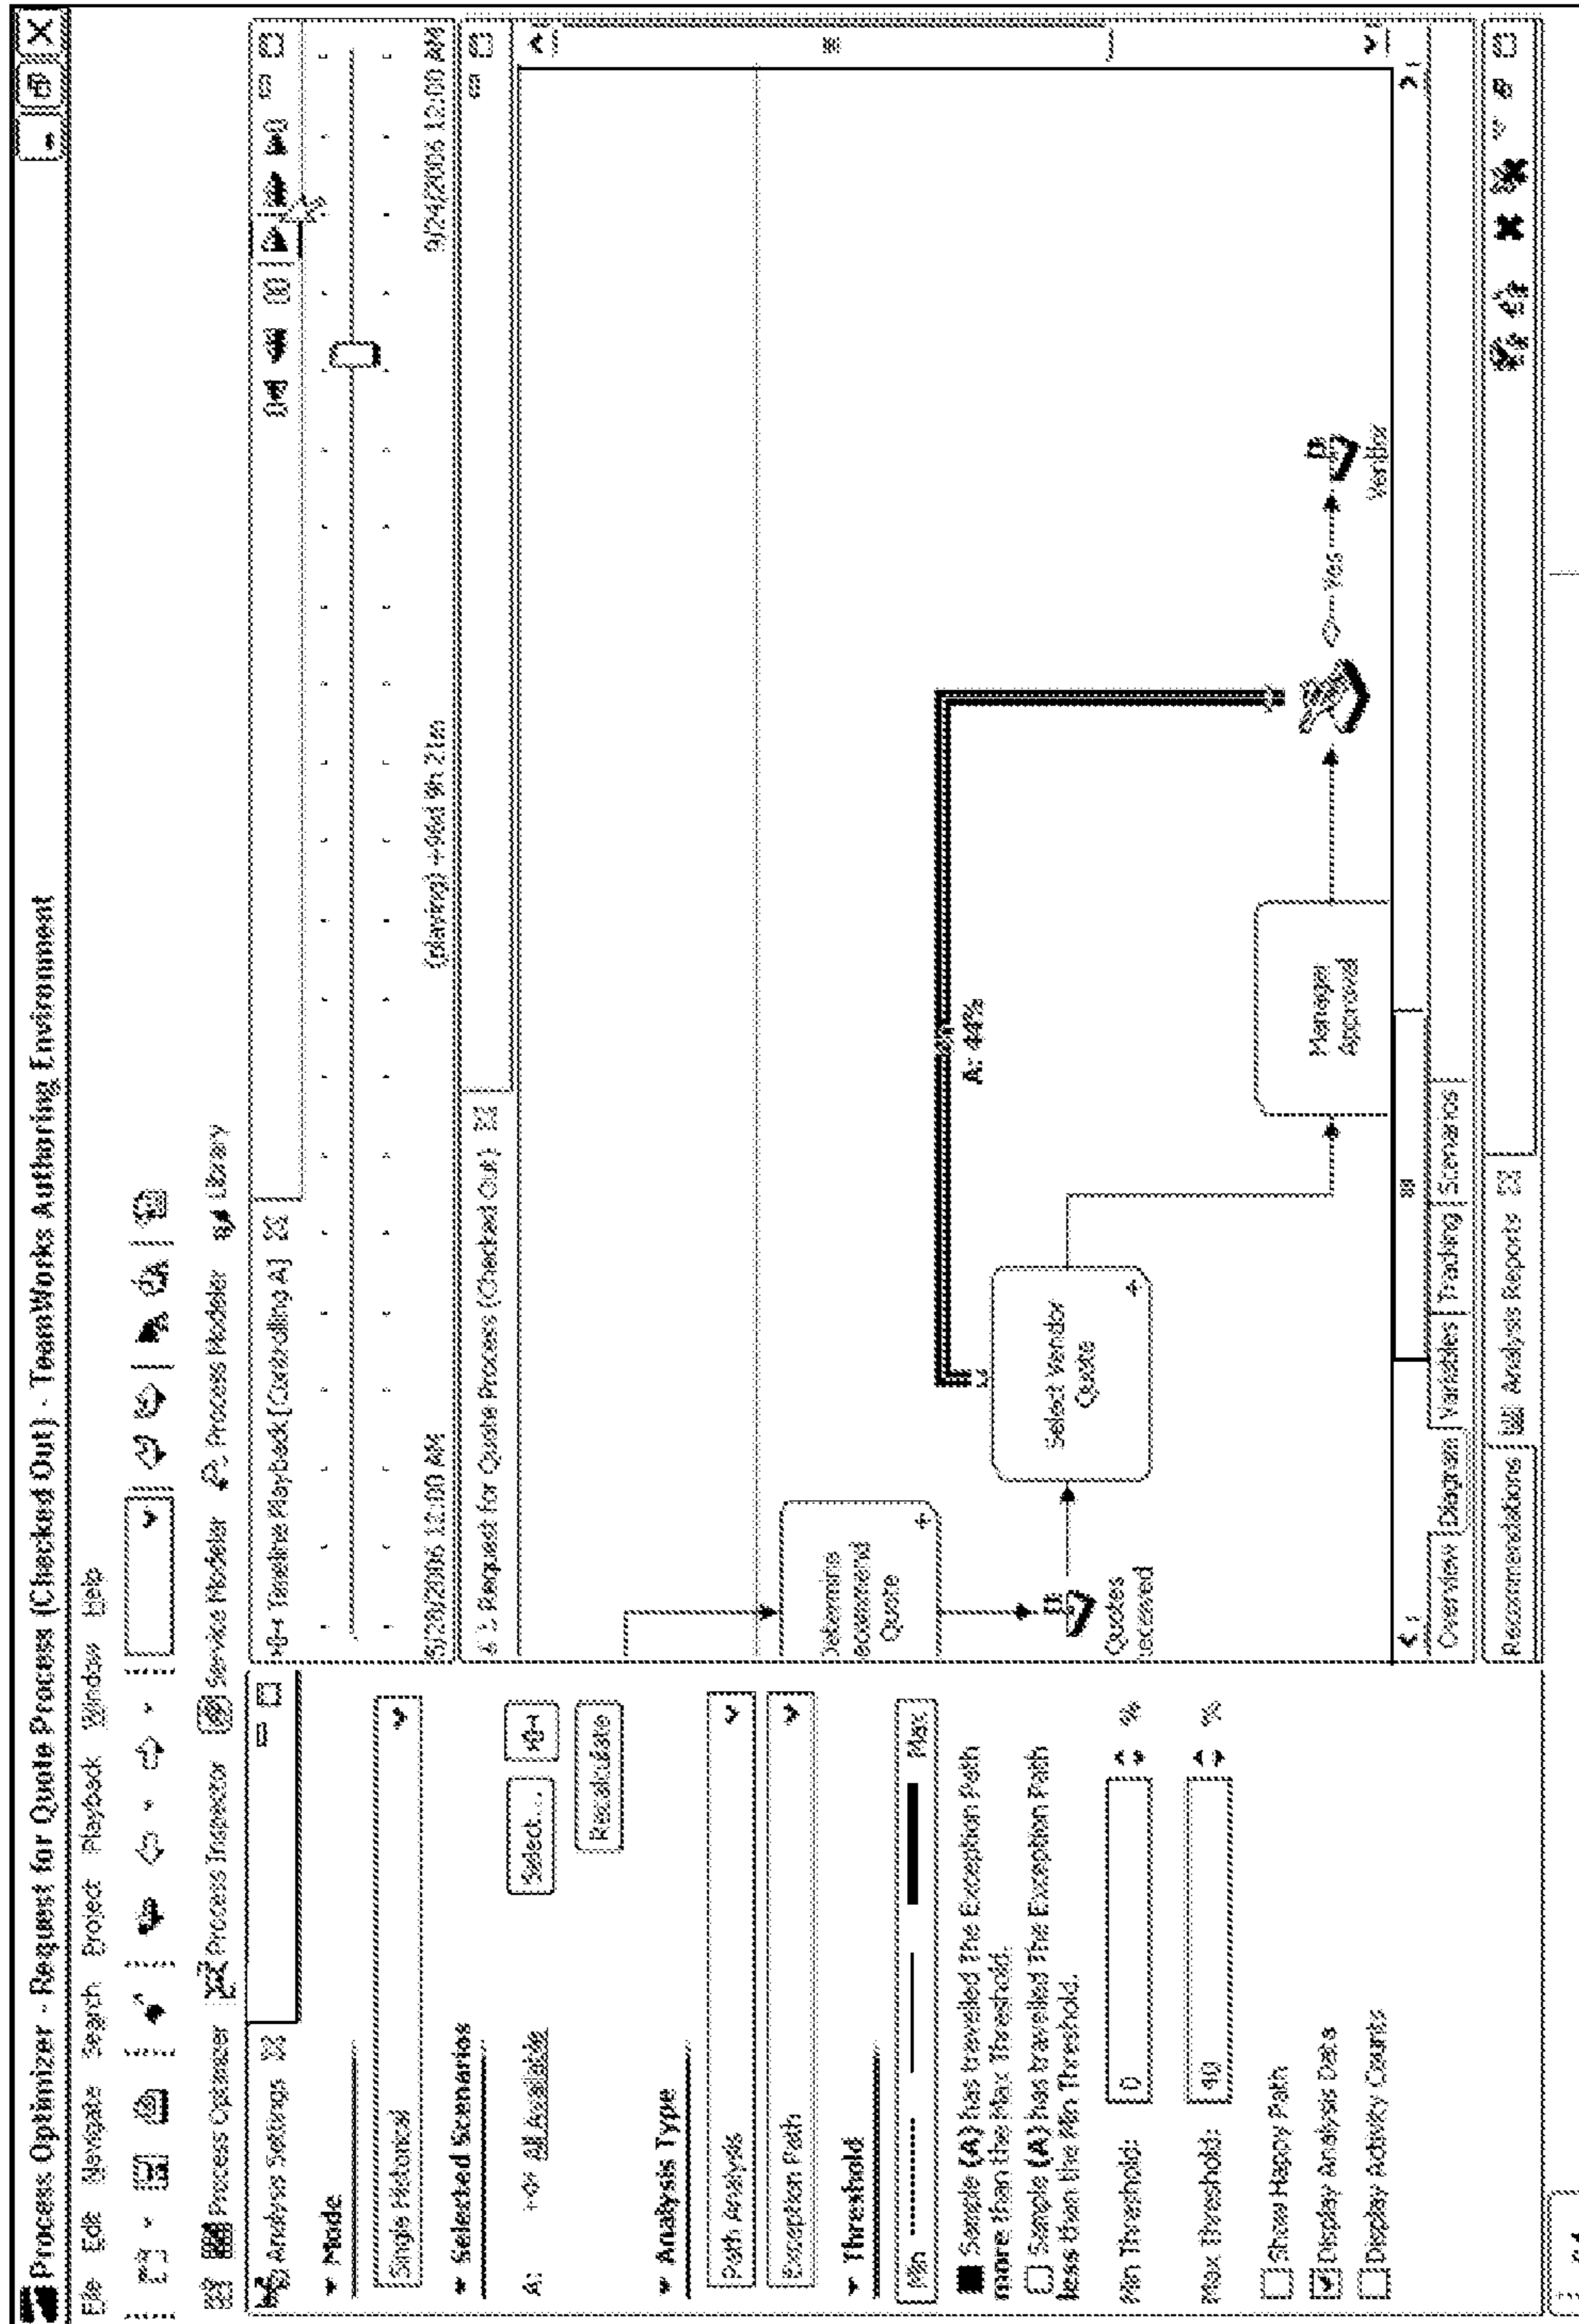 Process Optimizer - Request for Quote Process (Checked Out) - TeamWorks Authoring Environment
File Edit Navigate Search Project Playback Window Help
Process Optimizer Process Inspector Service Modeler Process Modeler Library
Analysis Settings
Mode
Single Historical
Selected Scenarios
A: All Available
Select...
Recalculate
Analysis Type
Path Analysis
Exception Path
Threshold
Min Max
Sample (A) has travelled The Exception Path
more than the Max Threshold.
Sample (A) has travelled The Exception Path
less than the Min Threshold.
Min Threshold: 0 %
Max Threshold: 40 %
Show Happy Path
Display Analysis Data
Display Activity Counts
Timeline Playback [Controlling A]
5/28/2006 12:00 AM
(playing) +96d 9h 21m
9/24/2006 12:00 AM
Request for Quote Process (Checked Out)
Quote
Quotes
received
Select Vendor
Quote
A: 44%
Manager
Approval
Yes
Vendor
Overview Diagram Variables Tracking Scenarios
Recommendations Analysis Reports